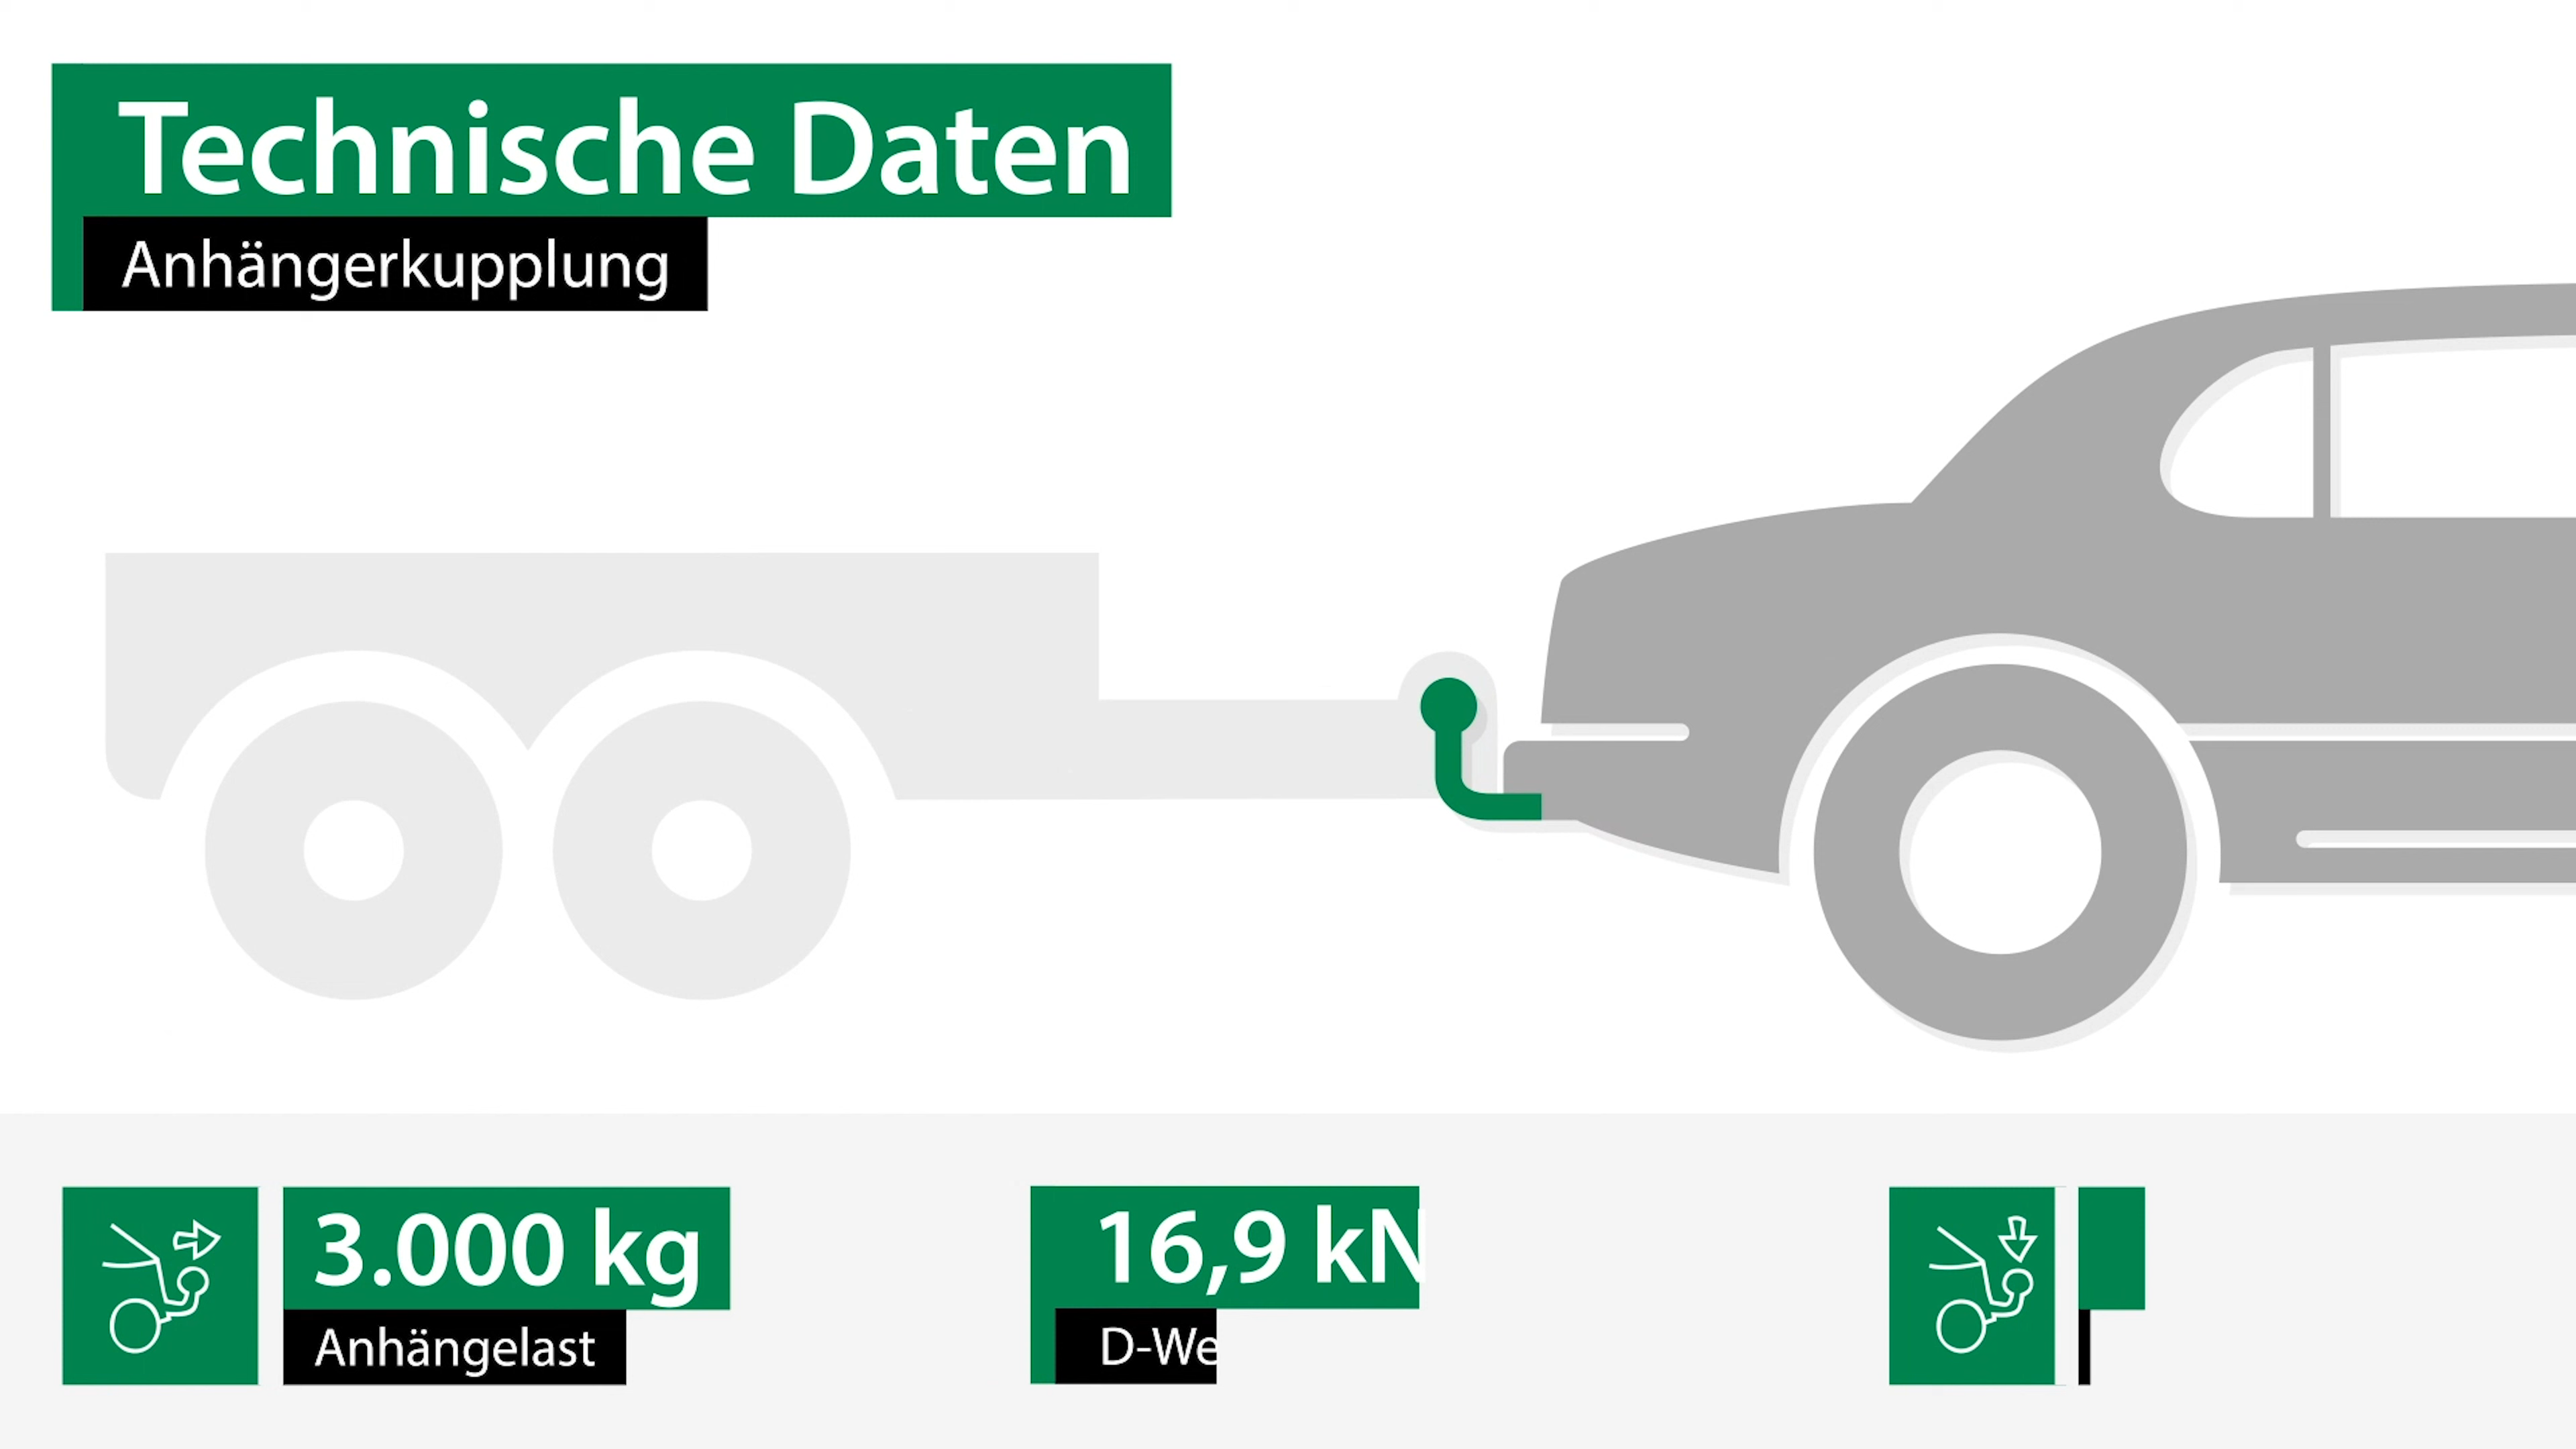 Technische Daten
Anhängerkupplung
3.000 kg
Anhängelast
16,9 kN
D-We